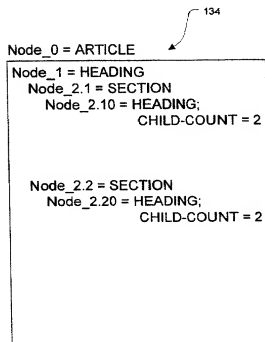 134
Node_0 = ARTICLE
Node_1 = HEADING
Node_2.1 = SECTION
Node_2.10 = HEADING;
CHILD-COUNT = 2
Node_2.2 = SECTION
Node_2.20 = HEADING;
CHILD-COUNT = 2